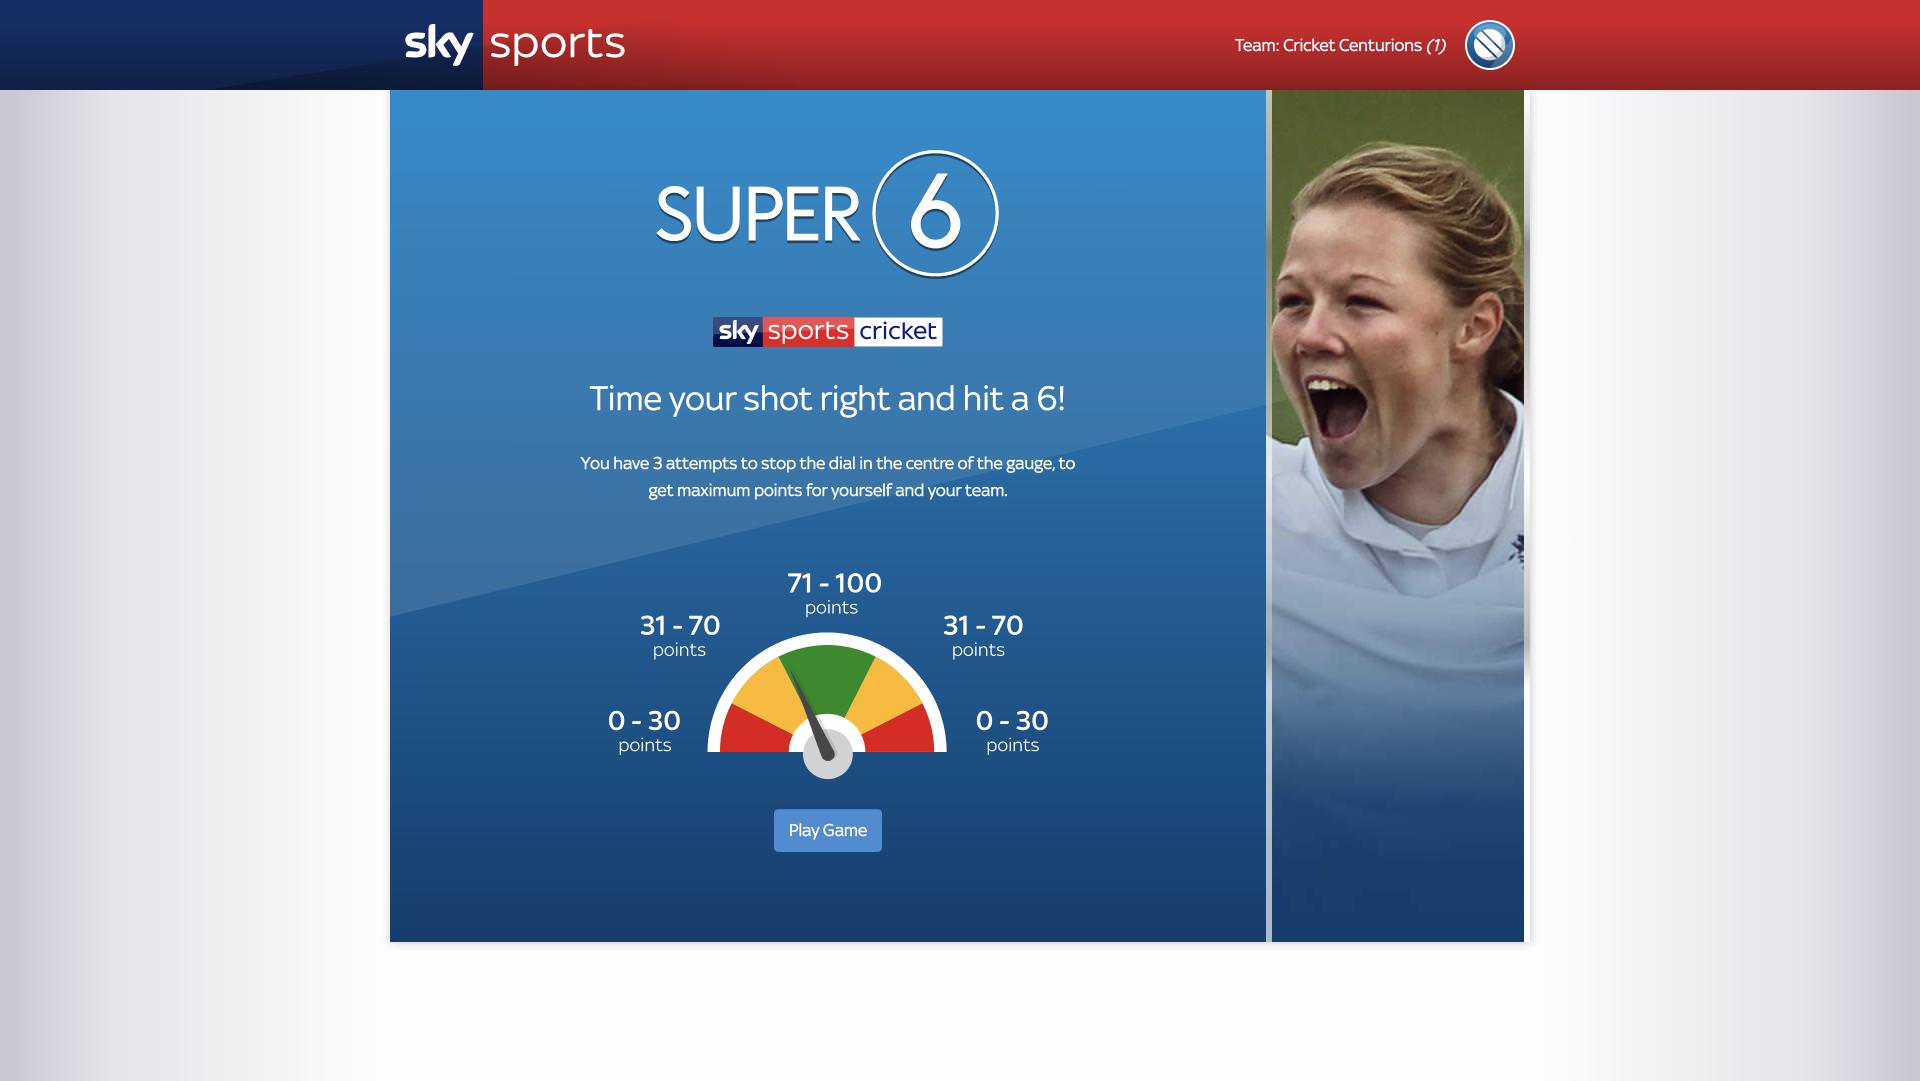 sky sports
Team: Cricket Centurions (1)
SUPER 6
sky sports cricket
Time your shot right and hit a 6!
You have 3 attempts to stop the dial in the centre of the gauge, to
get maximum points for yourself and your team.
71 - 100
points
31 - 70
points
31 - 70
points
0 - 30
points
0 - 30
points
Play Game